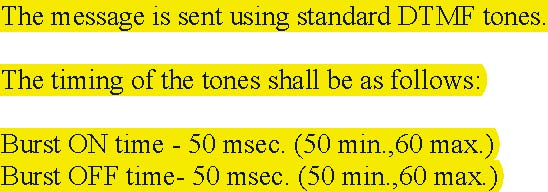 The message is sent using standard DTMF tones.
The timing of the tones shall be as follows:
Burst ON time - 50 msec. (50 min.,60 max.)
Burst OFF time- 50 msec. (50 min.,60 max.)